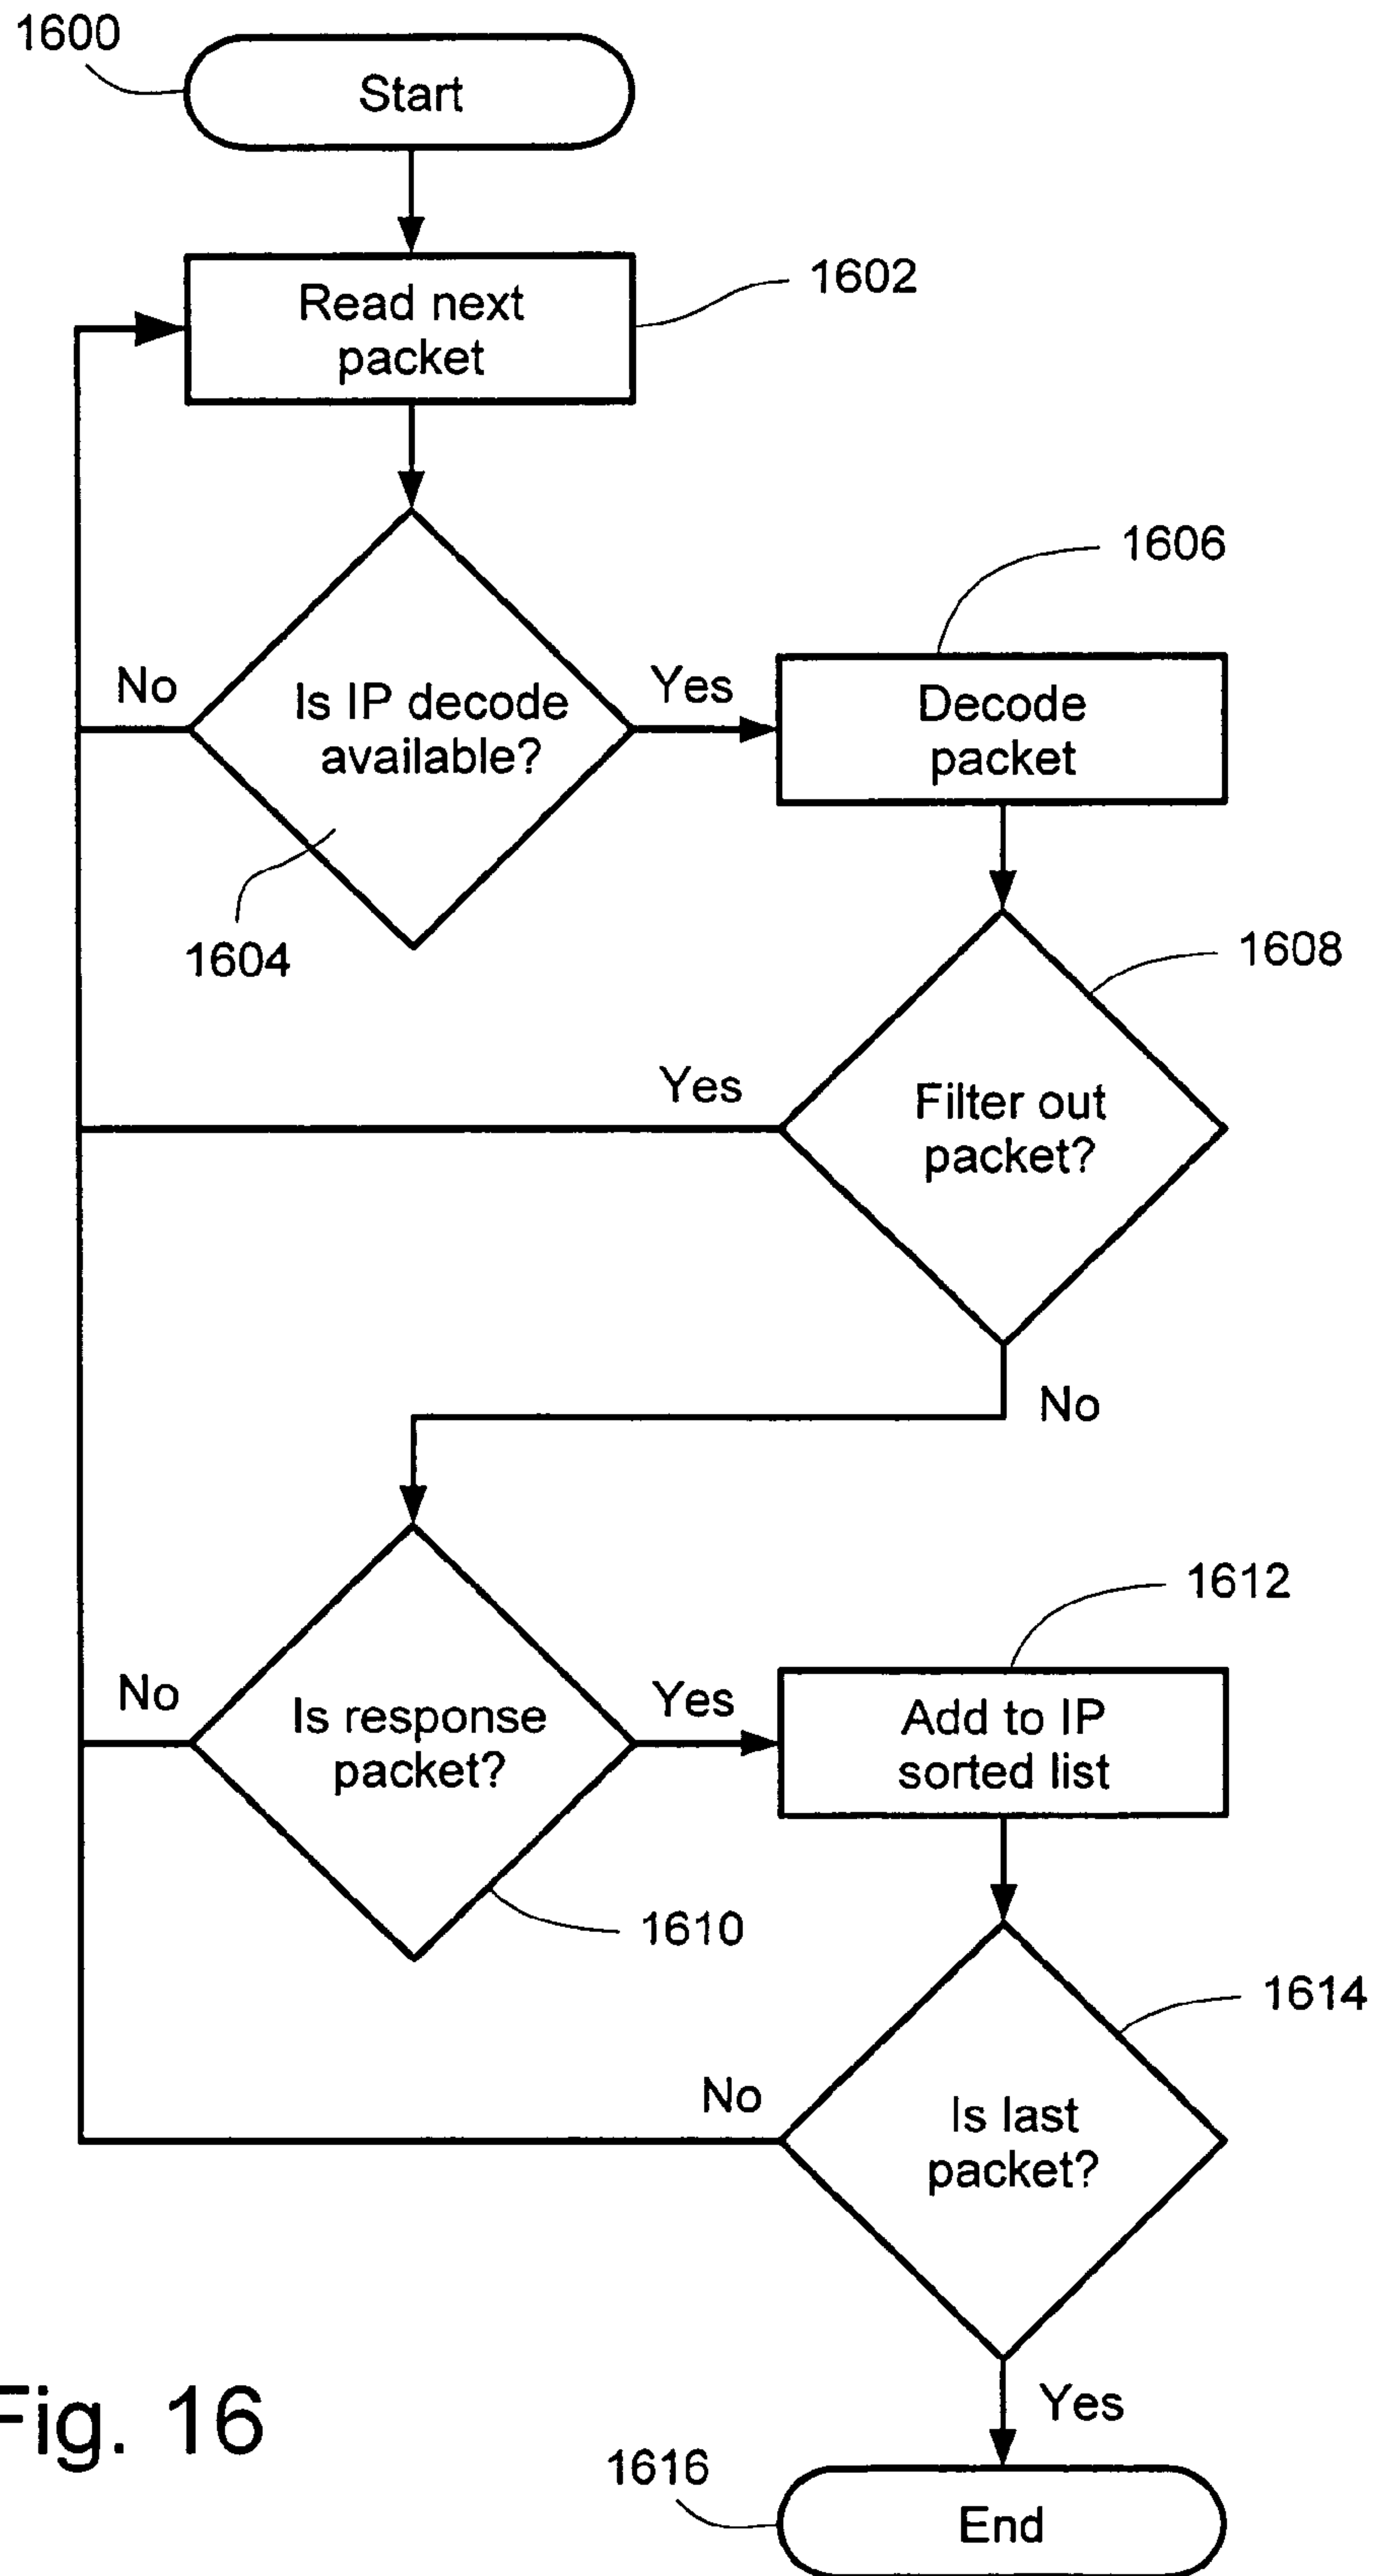 1600
Start
Read next
packet
1602
1606
No
Is IP decode
available?
Yes
Decode
packet
1604
1608
Yes
Filter out
packet?
No
1612
No
Is response
packet?
Yes
Add to IP
sorted list
1610
1614
No
Is last
packet?
Yes
Fig. 16
1616
End